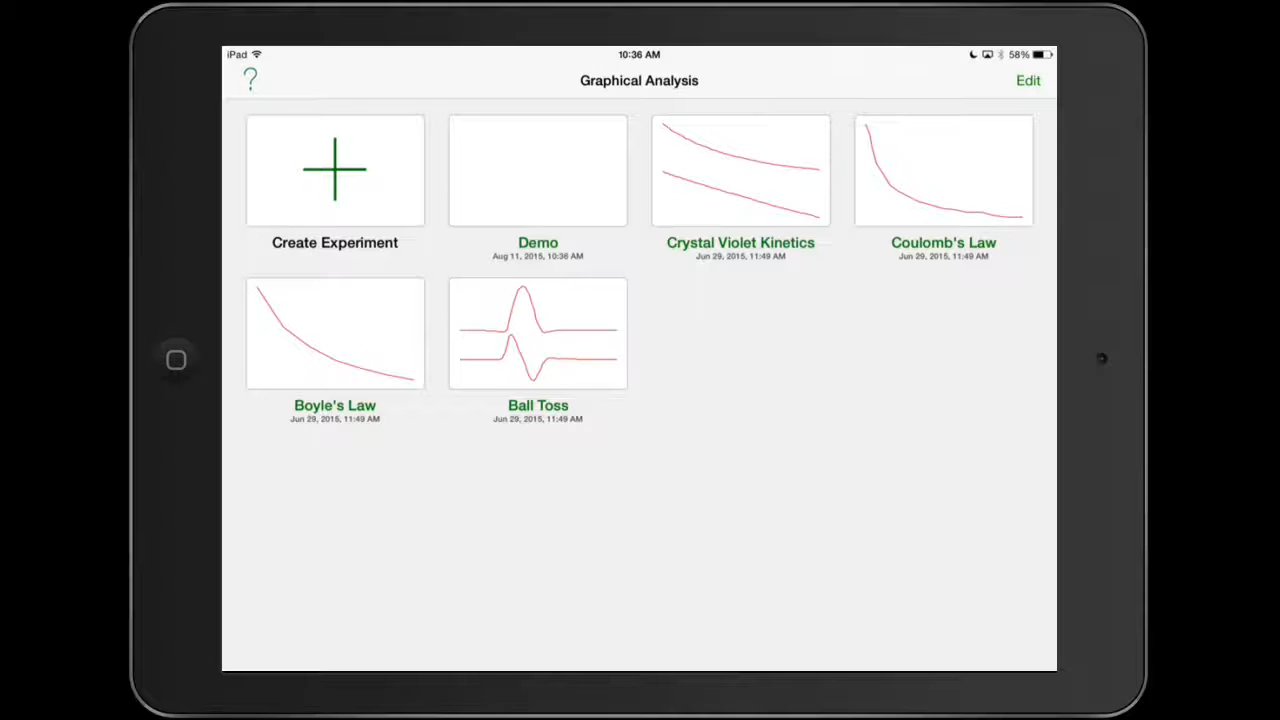 iPad 10:36 AM 58%
? Graphical Analysis Edit
Create Experiment
Demo
Aug 11, 2015, 10:36 AM
Crystal Violet Kinetics
Jun 29, 2015, 11:49 AM
Coulomb's Law
Jun 29, 2015, 11:49 AM
Boyle's Law
Jun 29, 2015, 11:49 AM
Ball Toss
Jun 29, 2015, 11:49 AM